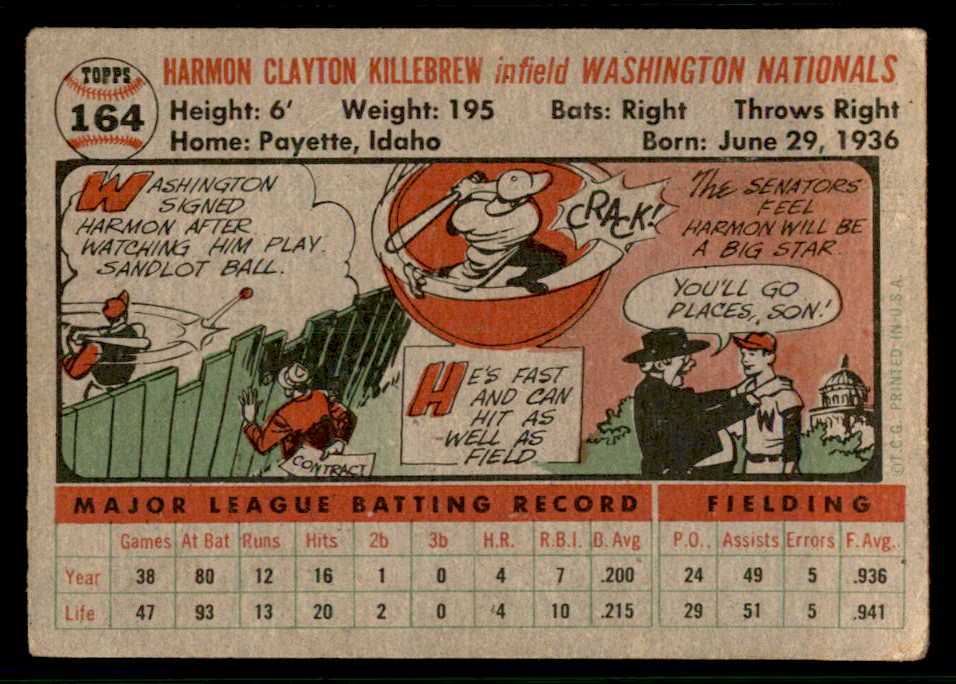 TOPPS
164
HARMON CLAYTON KILLEBREW infield WASHINGTON NATIONALS
Height: 6' Weight: 195 Bats: Right Throws Right
Home: Payette, Idaho Born: June 29, 1936
WASHINGTON
SIGNED
HARMON AFTER
WATCHING HIM PLAY
SANDLOT BALL.
CONTRACT
CRACK!
HE'S FAST
AND CAN
HIT AS
WELL AS
FIELD
THE SENATORS
FEEL
HARMON WILL BE
A BIG STAR.
YOU'LL GO
PLACES, SON!
W
©T.C.G. PRINTED IN U.S.A.
MAJOR LEAGUE BATTING RECORD FIELDING
Games At Bat Runs Hits 2b 3b H.R. R.B.I. B. Avg P.O. Assists Errors F. Avg.
Year 38 80 12 16 1 0 4 7 .200 24 49 5 .936
Life 47 93 13 20 2 0 4 10 .215 29 51 5 .941